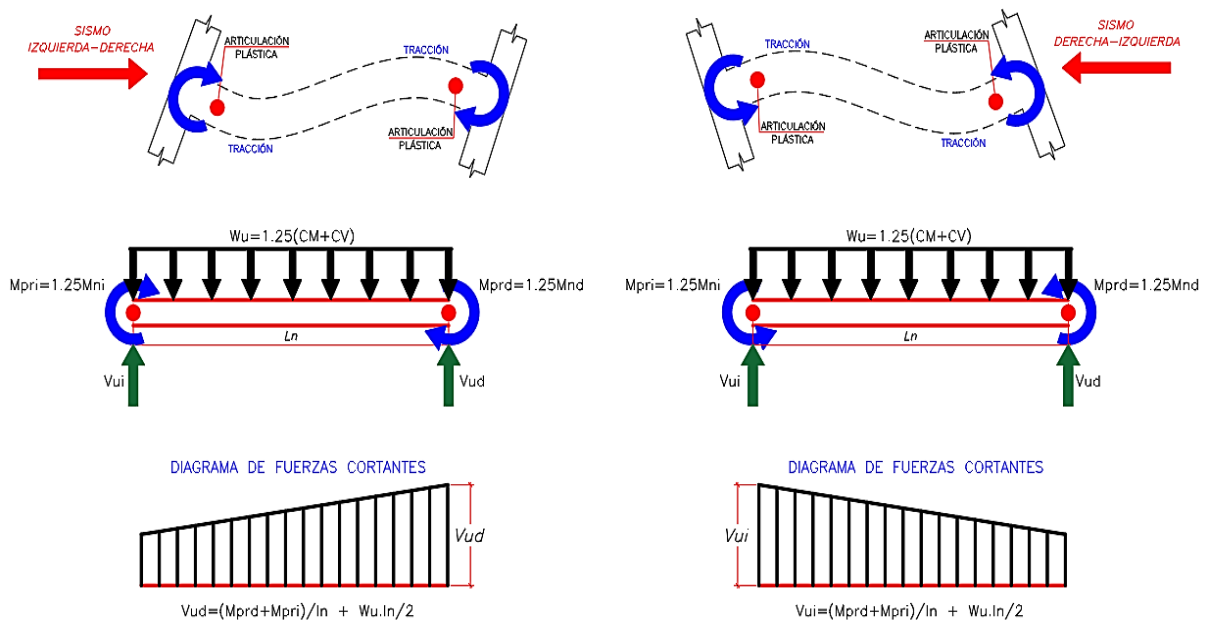 SISMO
IZQUIERDA-DERECHA
ARTICULACIÓN
PLÁSTICA
TRACCIÓN
ARTICULACIÓN
PLÁSTICA
TRACCIÓN
SISMO
DERECHA-IZQUIERDA
ARTICULACIÓN
PLÁSTICA
TRACCIÓN
ARTICULACIÓN
PLÁSTICA
TRACCIÓN
Wu=1.25(CM+CV)
Mpri=1.25Mni
Mprd=1.25Mnd
Ln
Vui
Vud
Wu=1.25(CM+CV)
Mpri=1.25Mni
Mprd=1.25Mnd
Ln
Vui
Vud
DIAGRAMA DE FUERZAS CORTANTES
Vud
Vud=(Mprd+Mpri)/ln + Wu.ln/2
DIAGRAMA DE FUERZAS CORTANTES
Vui
Vui=(Mprd+Mpri)/ln + Wu.ln/2